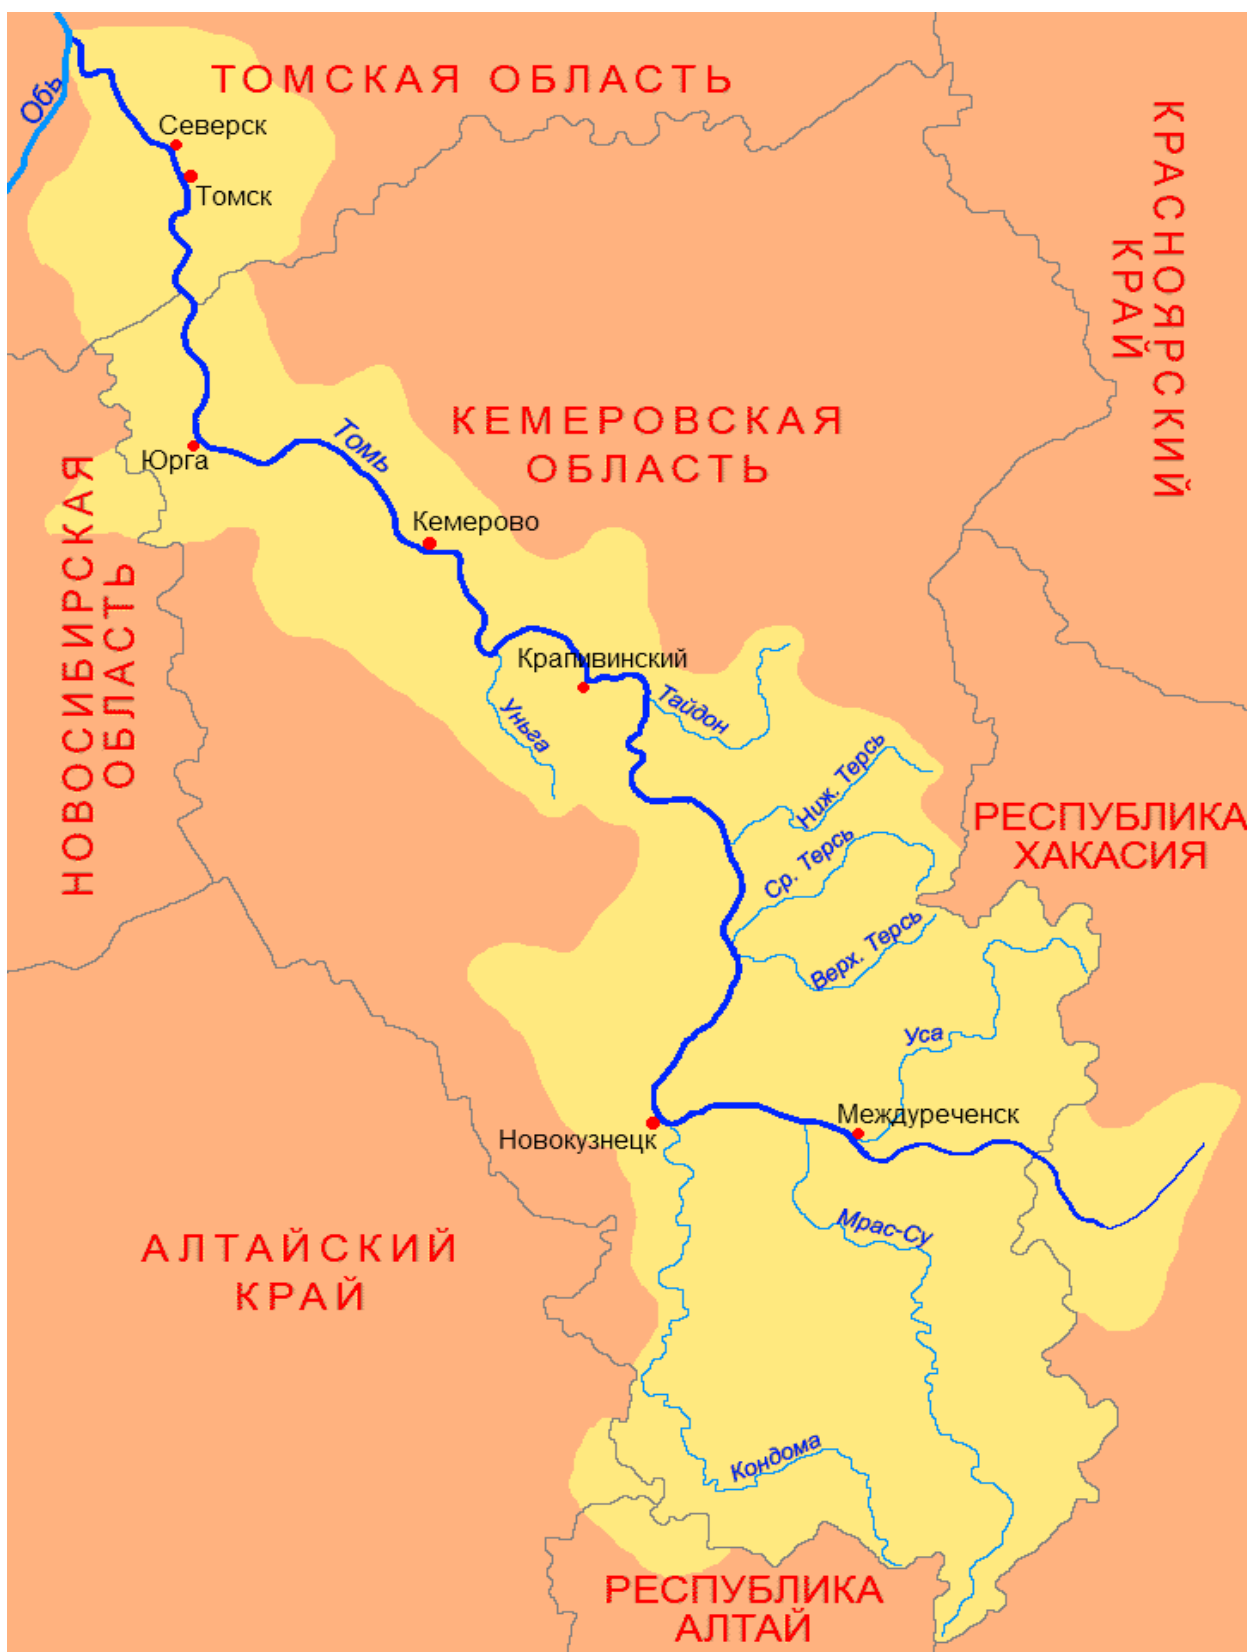 ТОМСКАЯ ОБЛАСТЬ
Обь
Северск
Томск
КРАСНОЯРСКИЙ
КРАЙ
КЕМЕРОВСКАЯ
ОБЛАСТЬ
Томь
Юрга
НОВОСИБИРСКАЯ
ОБЛАСТЬ
Кемерово
Крапивинский
Уньга
Тайдон
Ниж. Терсь
РЕСПУБЛИКА
ХАКАСИЯ
Ср. Терсь
Верх. Терсь
Уса
Междуреченск
Новокузнецк
Мрас-Су
АЛТАЙСКИЙ
КРАЙ
Кондома
РЕСПУБЛИКА
АЛТАЙ